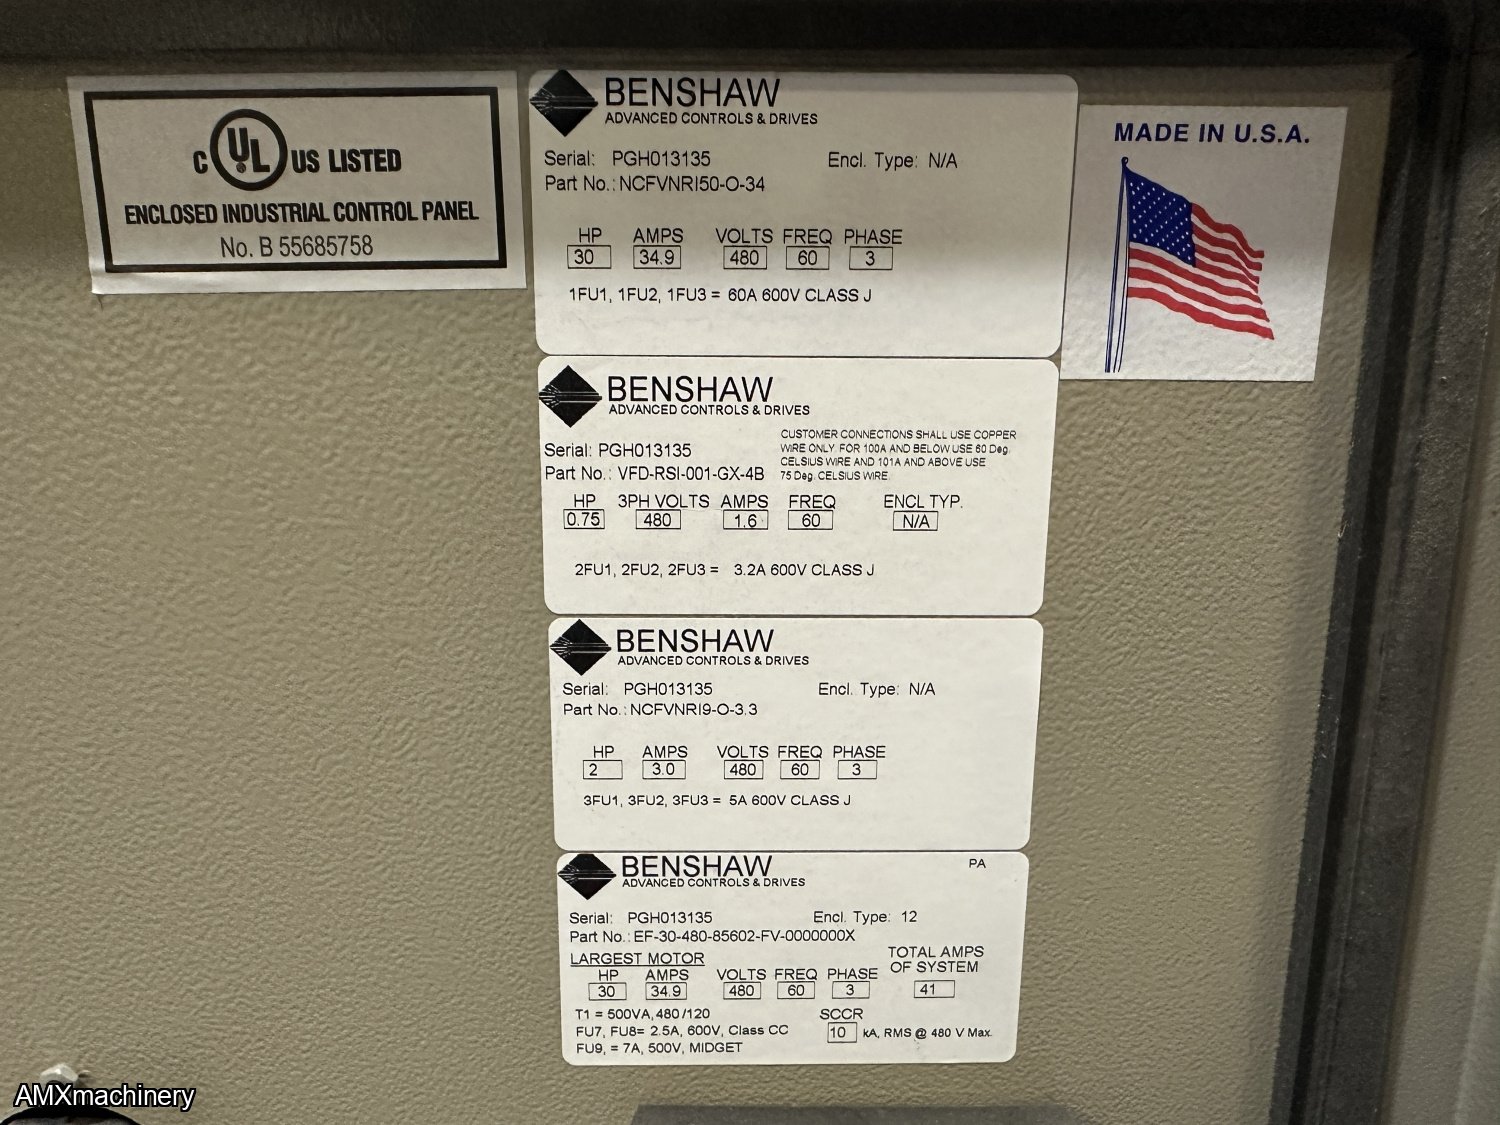 C UL US LISTED
ENCLOSED INDUSTRIAL CONTROL PANEL
No. B 55685758
BENSHAW
ADVANCED CONTROLS & DRIVES
Serial: PGH013135 Encl. Type: N/A
Part No.: NCFVNRI50-O-34
HP AMPS VOLTS FREQ PHASE
30 34.9 480 60 3
1FU1, 1FU2, 1FU3 = 60A 600V CLASS J
MADE IN U.S.A.
BENSHAW
ADVANCED CONTROLS & DRIVES
CUSTOMER CONNECTIONS SHALL USE COPPER
WIRE ONLY. FOR 100A AND BELOW USE 60 Deg.
CELSIUS WIRE AND 101A AND ABOVE USE
75 Deg. CELSIUS WIRE.
Serial: PGH013135
Part No.: VFD-RSI-001-GX-4B
HP 3PH VOLTS AMPS FREQ ENCL TYP.
0.75 480 1.6 60 N/A
2FU1, 2FU2, 2FU3 = 3.2A 600V CLASS J
BENSHAW
ADVANCED CONTROLS & DRIVES
Serial: PGH013135 Encl. Type: N/A
Part No.: NCFVNRI9-O-3.3
HP AMPS VOLTS FREQ PHASE
2 3.0 480 60 3
3FU1, 3FU2, 3FU3 = 5A 600V CLASS J
BENSHAW PA
ADVANCED CONTROLS & DRIVES
Serial: PGH013135 Encl. Type: 12
Part No.: EF-30-480-85602-FV-0000000X
LARGEST MOTOR
TOTAL AMPS
OF SYSTEM
HP AMPS VOLTS FREQ PHASE
30 34.9 480 60 3 41
T1 = 500VA, 480/120 SCCR
FU7, FU8= 2.5A, 600V, Class CC 10 kA, RMS @ 480 V Max.
FU9, = 7A, 500V, MIDGET
AMXmachinery